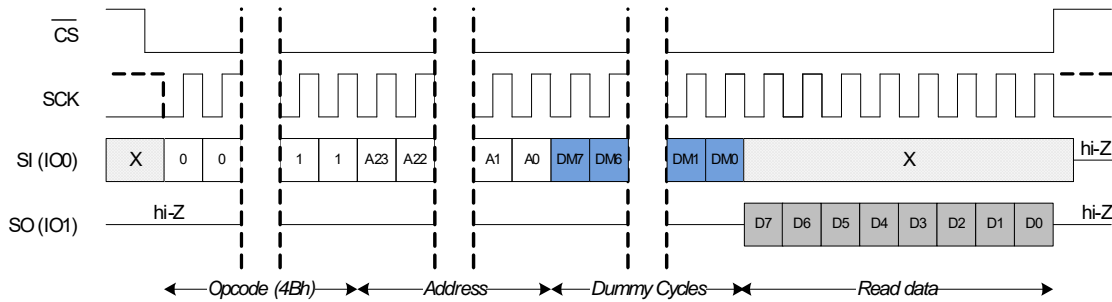 CS
SCK
SI (IO0) X 0 0 1 1 A23 A22 A1 A0 DM7 DM6 DM1 DM0 X hi-Z
hi-Z
SO (IO1) D7 D6 D5 D4 D3 D2 D1 D0 hi-Z
Opcode (4Bh) Address Dummy Cycles Read data